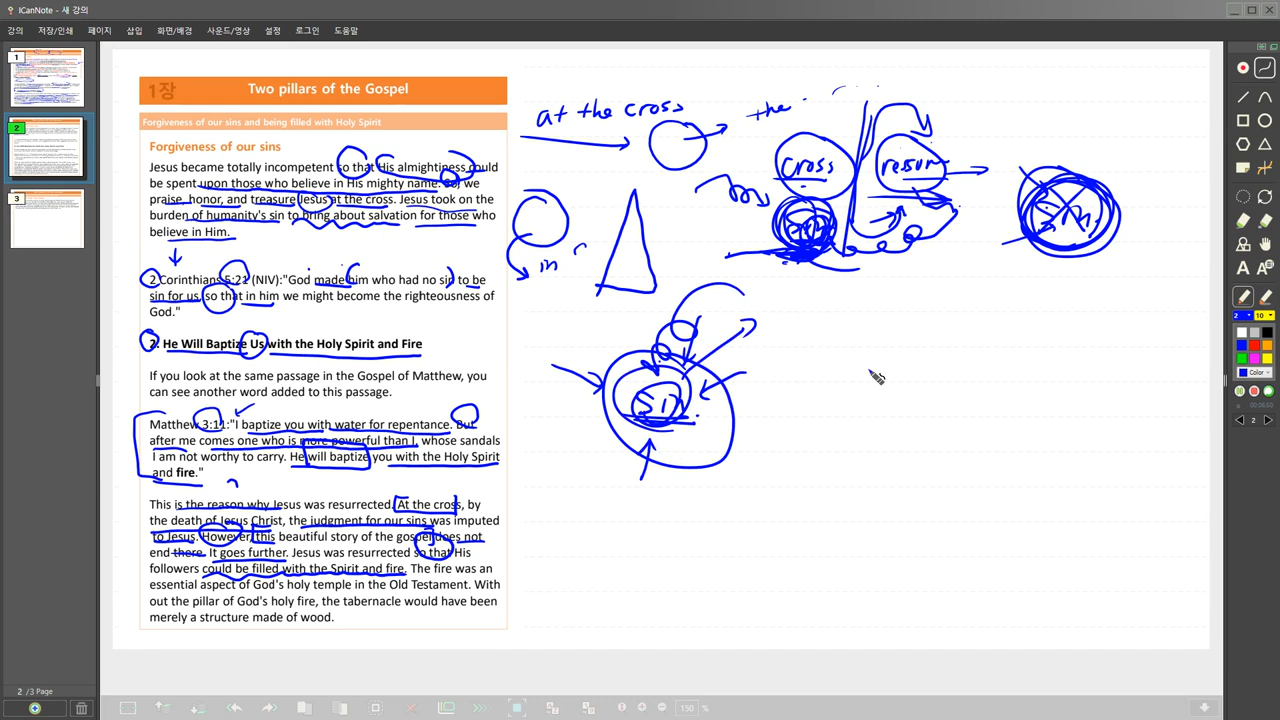 ICanNote - 새 강의
강의 저장/인쇄 페이지 삽입 화면/배경 사운드/영상 설정 로그인 도움말
1
2
3
1장 Two pillars of the Gospel
Forgiveness of our sins and being filled with Holy Spirit
Forgiveness of our sins
Jesus became totally incompetent so that His almightiness could
be spent upon those who believe in His mighty name. So, we
praise, honor, and treasure Jesus at the cross. Jesus took on the
burden of humanity's sin to bring about salvation for those who
believe in Him.
2 Corinthians 5:21 (NIV):"God made him who had no sin to be
sin for us, so that in him we might become the righteousness of
God."
2. He Will Baptize Us with the Holy Spirit and Fire
If you look at the same passage in the Gospel of Matthew, you
can see another word added to this passage.
Matthew 3:11:"I baptize you with water for repentance. But
after me comes one who is more powerful than I, whose sandals
I am not worthy to carry. He will baptize you with the Holy Spirit
and fire."
This is the reason why Jesus was resurrected. At the cross, by
the death of Jesus Christ, the judgment for our sins was imputed
to Jesus. However, this beautiful story of the gospel does not
end there. It goes further. Jesus was resurrected so that His
followers could be filled with the Spirit and fire. The fire was an
essential aspect of God's holy temple in the Old Testament. With
out the pillar of God's holy fire, the tabernacle would have been
merely a structure made of wood.
at the cross
the
cross
in
sin
2 10
Color
00:06:50
2
2 /3 Page
150 %